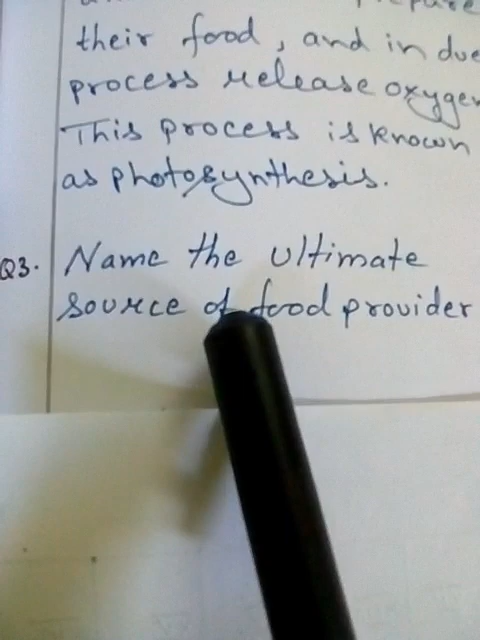 their food, and in due
process release oxygen
This process is known
as photosynthesis.
Q3. Name the ultimate
source of food provider